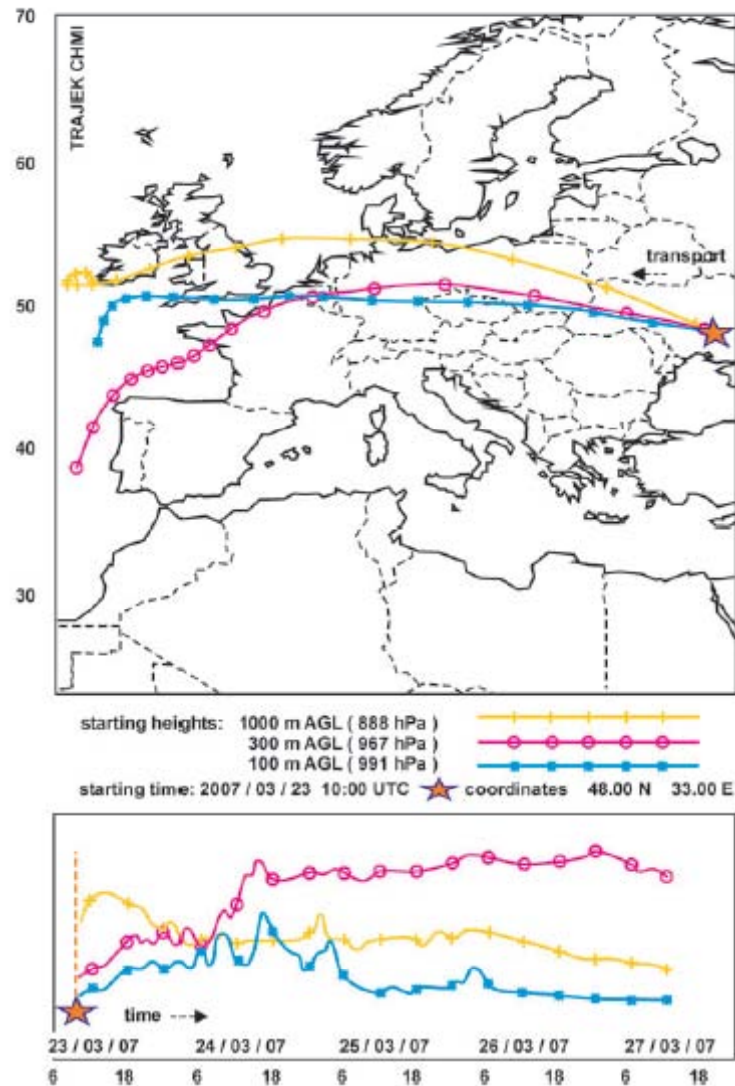 70
TRAJEK CHMI
60
transport
50
40
30
starting heights: 1000 m AGL ( 888 hPa )
300 m AGL ( 967 hPa )
100 m AGL ( 991 hPa )
starting time: 2007 / 03 / 23 10:00 UTC coordinates 48.00 N 33.00 E
time
23 / 03 / 07 24 / 03 / 07 25 / 03 / 07 26 / 03 / 07 27 / 03 / 07
6 18 6 18 6 18 6 18 6 18